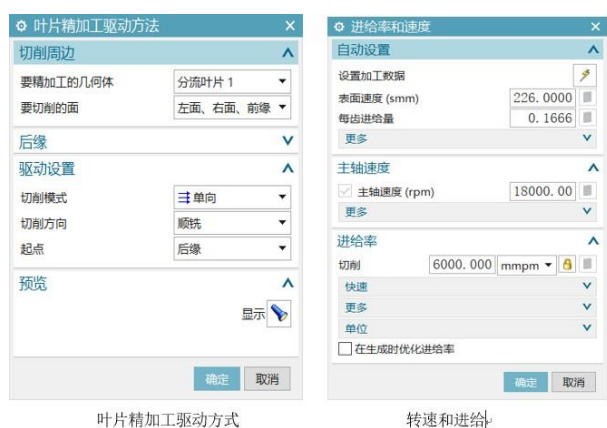 叶片精加工驱动方法
切削周边
要精加工的几何体 分流叶片 1
要切削的面 左面、右面、前缘
后缘
驱动设置
切削模式 单向
切削方向 顺铣
起点 后缘
预览
显示
确定 取消
叶片精加工驱动方式
进给率和速度
自动设置
设置加工数据
表面速度 (smm) 226.0000
每齿进给量 0.1666
更多
主轴速度
主轴速度 (rpm) 18000.00
更多
进给率
切削 6000.000 mmpm
快速
更多
单位
在生成时优化进给率
确定 取消
转速和进给